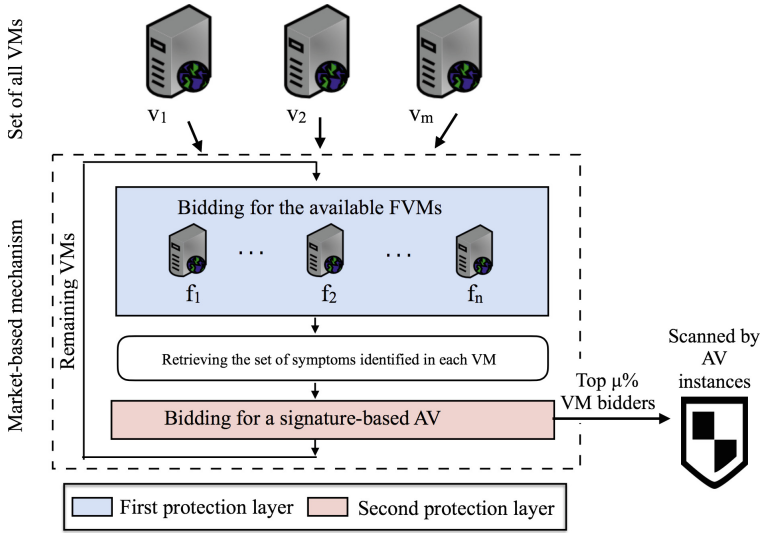 Set of all VMs
v1
v2
vm
Market-based mechanism
Remaining VMs
Bidding for the available FVMs
... ...
f1
f2
fn
Retrieving the set of symptoms identified in each VM
Bidding for a signature-based AV
Top μ%
VM bidders
Scanned by
AV
instances
First protection layer
Second protection layer